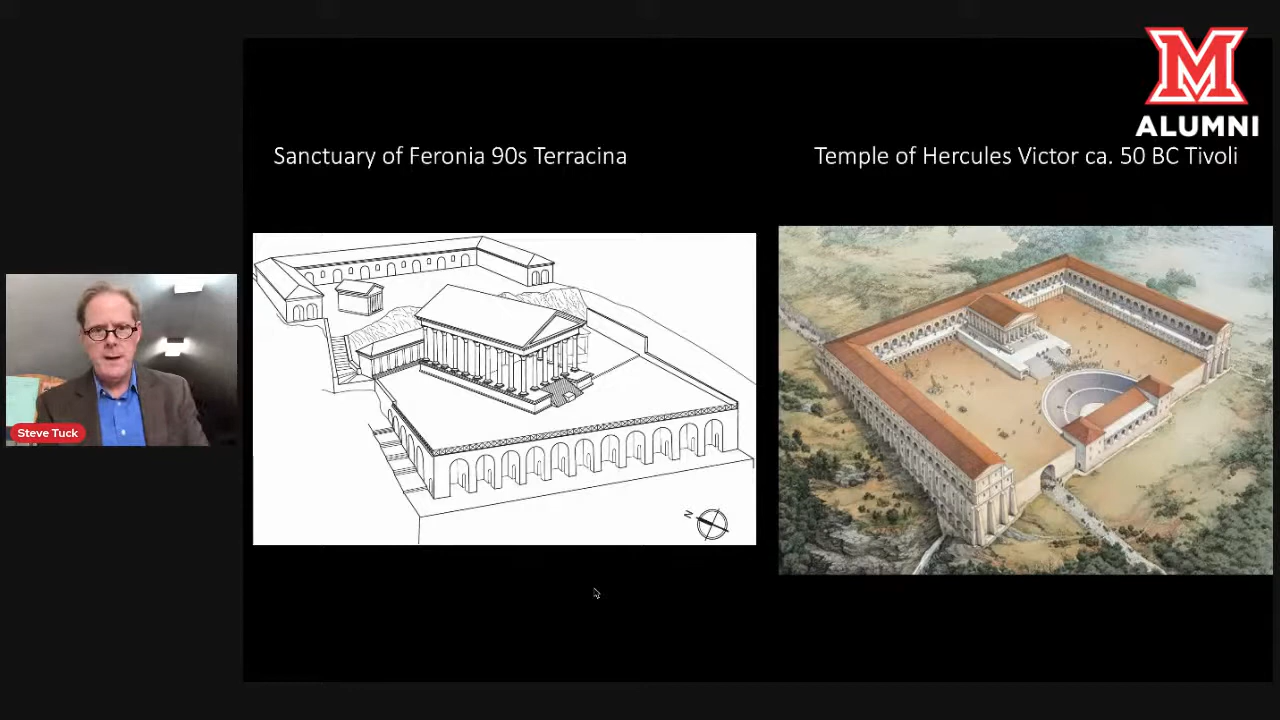 M
ALUMNI
Sanctuary of Feronia 90s Terracina
Temple of Hercules Victor ca. 50 BC Tivoli
Steve Tuck
N